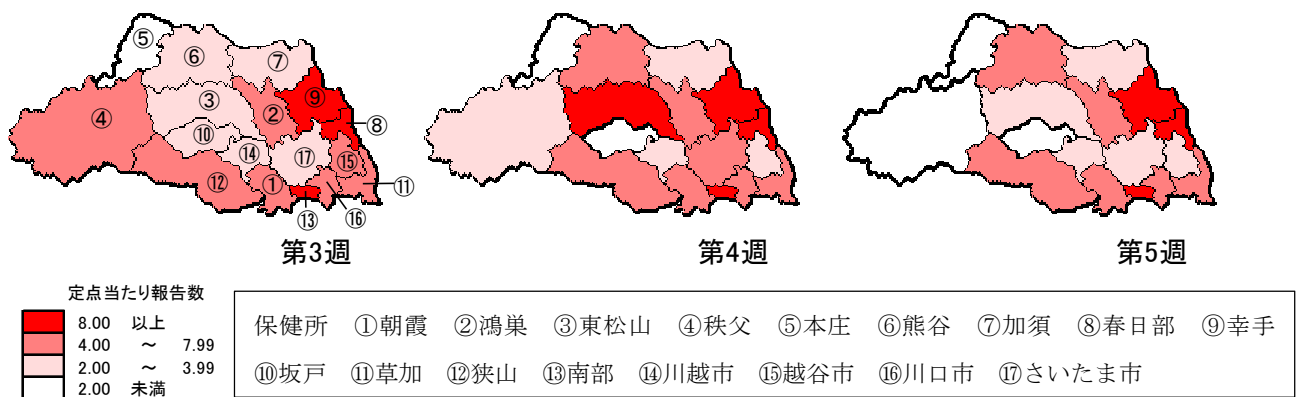 ⑤
⑥
⑦
③
②
⑨
④
⑧
⑩
⑭
⑰
⑮
⑫
①
⑪
⑬
⑯
第3週
第4週
第5週
定点当たり報告数
8.00 以上
4.00 ～ 7.99
2.00 ～ 3.99
2.00 未満
保健所 ①朝霞 ②鴻巣 ③東松山 ④秩父 ⑤本庄 ⑥熊谷 ⑦加須 ⑧春日部 ⑨幸手
⑩坂戸 ⑪草加 ⑫狭山 ⑬南部 ⑭川越市 ⑮越谷市 ⑯川口市 ⑰さいたま市